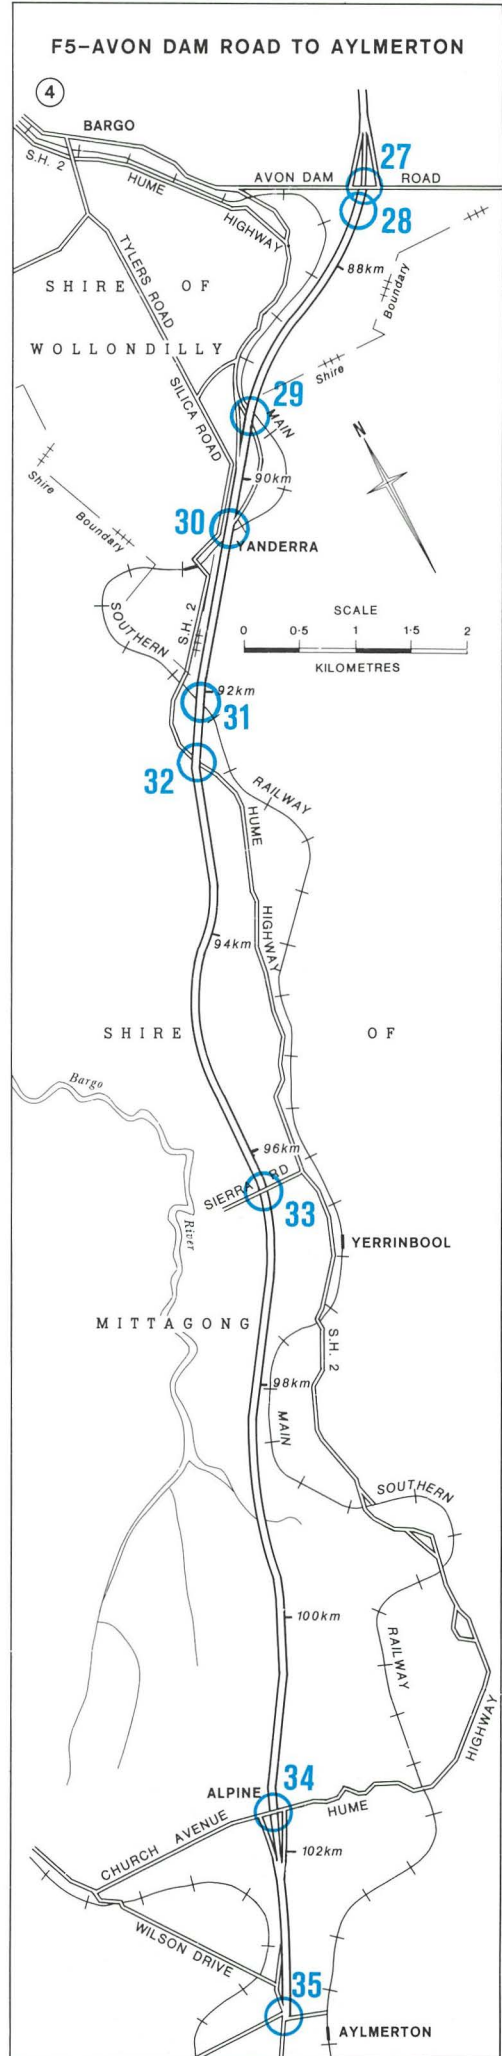 F5-AVON DAM ROAD TO AYLMERTON
4
BARGO
S.H. 2
HUME
HIGHWAY
AVON DAM ROAD
27
28
88km
TYLERS ROAD
SHIRE OF
WOLLONDILLY
Boundary
Shire
SILICA ROAD
29
MAIN
90km
N
Shire
Boundary
30
YANDERRA
SOUTHERN
S.H. 2
SCALE
0 0·5 1 1·5 2
KILOMETRES
92km
31
32
RAILWAY
HUME
HIGHWAY
94km
SHIRE OF
Bargo
River
96km
SIERRA RD
33
YERRINBOOL
MITTAGONG
S.H. 2
98km
MAIN
SOUTHERN
100km
RAILWAY
HIGHWAY
34
ALPINE
HUME
CHURCH AVENUE
102km
WILSON DRIVE
35
AYLMERTON